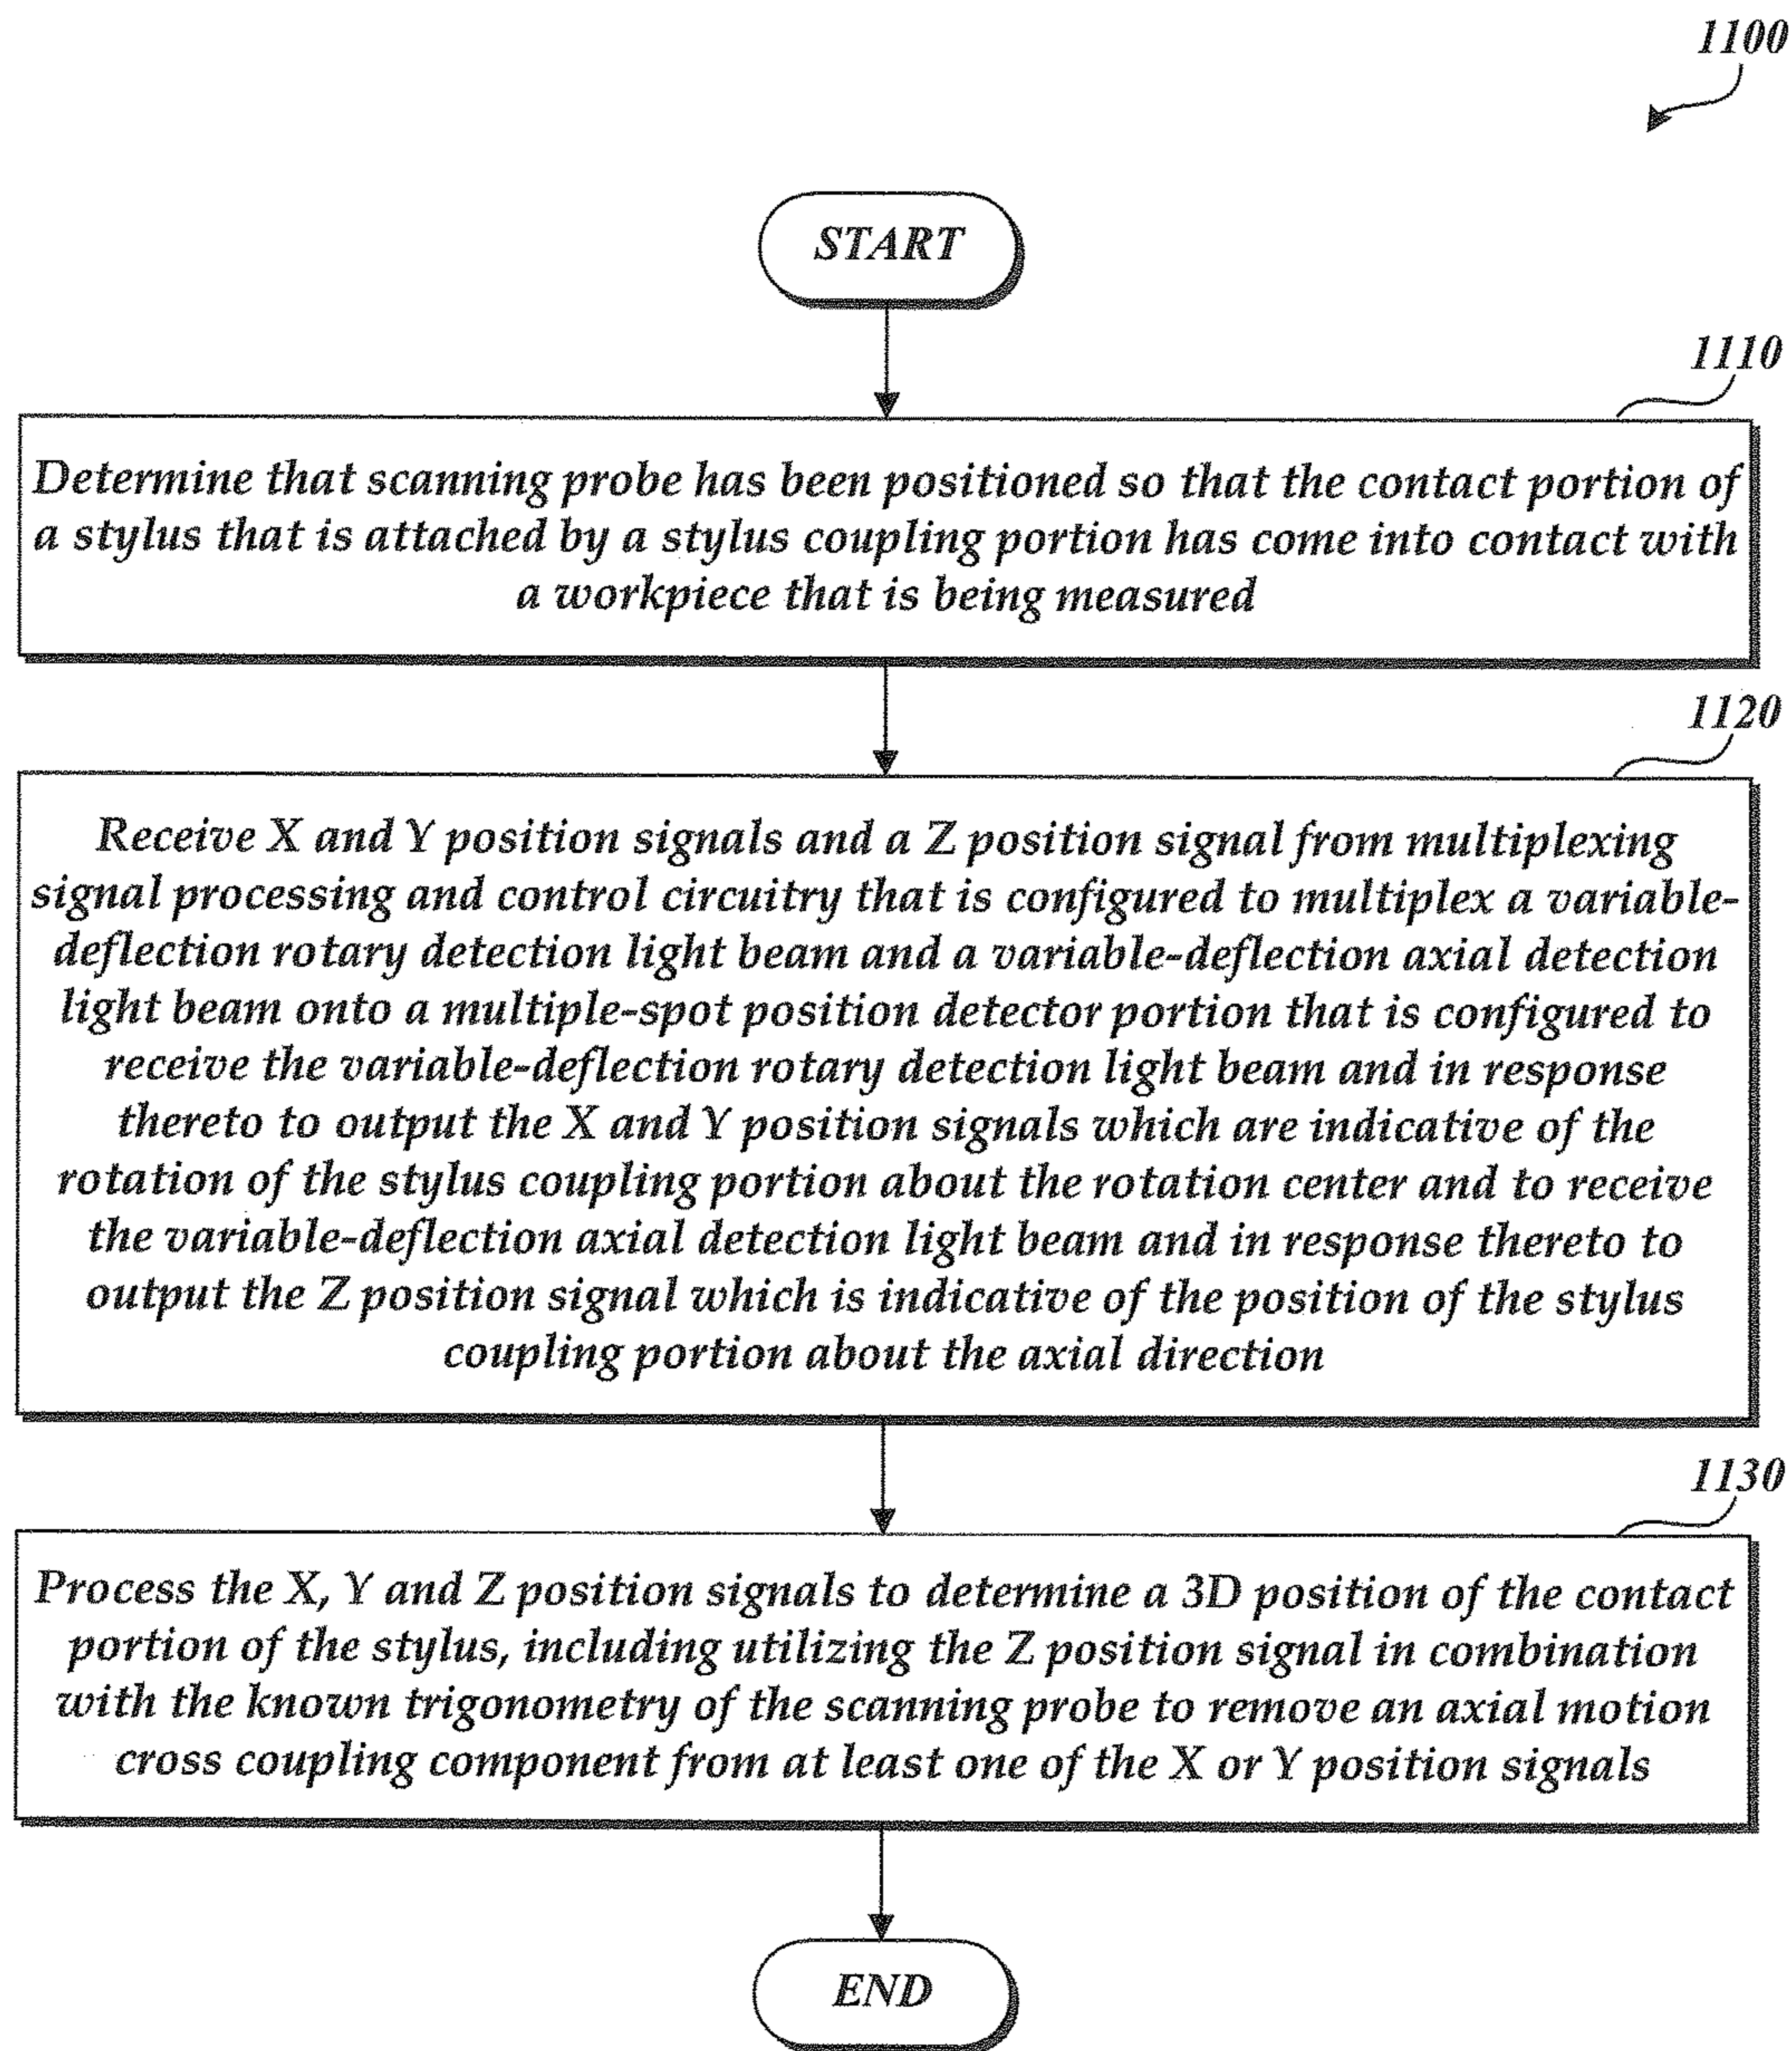 1100
START
1110
Determine that scanning probe has been positioned so that the contact portion of
a stylus that is attached by a stylus coupling portion has come into contact with
a workpiece that is being measured
1120
Receive X and Y position signals and a Z position signal from multiplexing
signal processing and control circuitry that is configured to multiplex a variable-
deflection rotary detection light beam and a variable-deflection axial detection
light beam onto a multiple-spot position detector portion that is configured to
receive the variable-deflection rotary detection light beam and in response
thereto to output the X and Y position signals which are indicative of the
rotation of the stylus coupling portion about the rotation center and to receive
the variable-deflection axial detection light beam and in response thereto to
output the Z position signal which is indicative of the position of the stylus
coupling portion about the axial direction
1130
Process the X, Y and Z position signals to determine a 3D position of the contact
portion of the stylus, including utilizing the Z position signal in combination
with the known trigonometry of the scanning probe to remove an axial motion
cross coupling component from at least one of the X or Y position signals
END